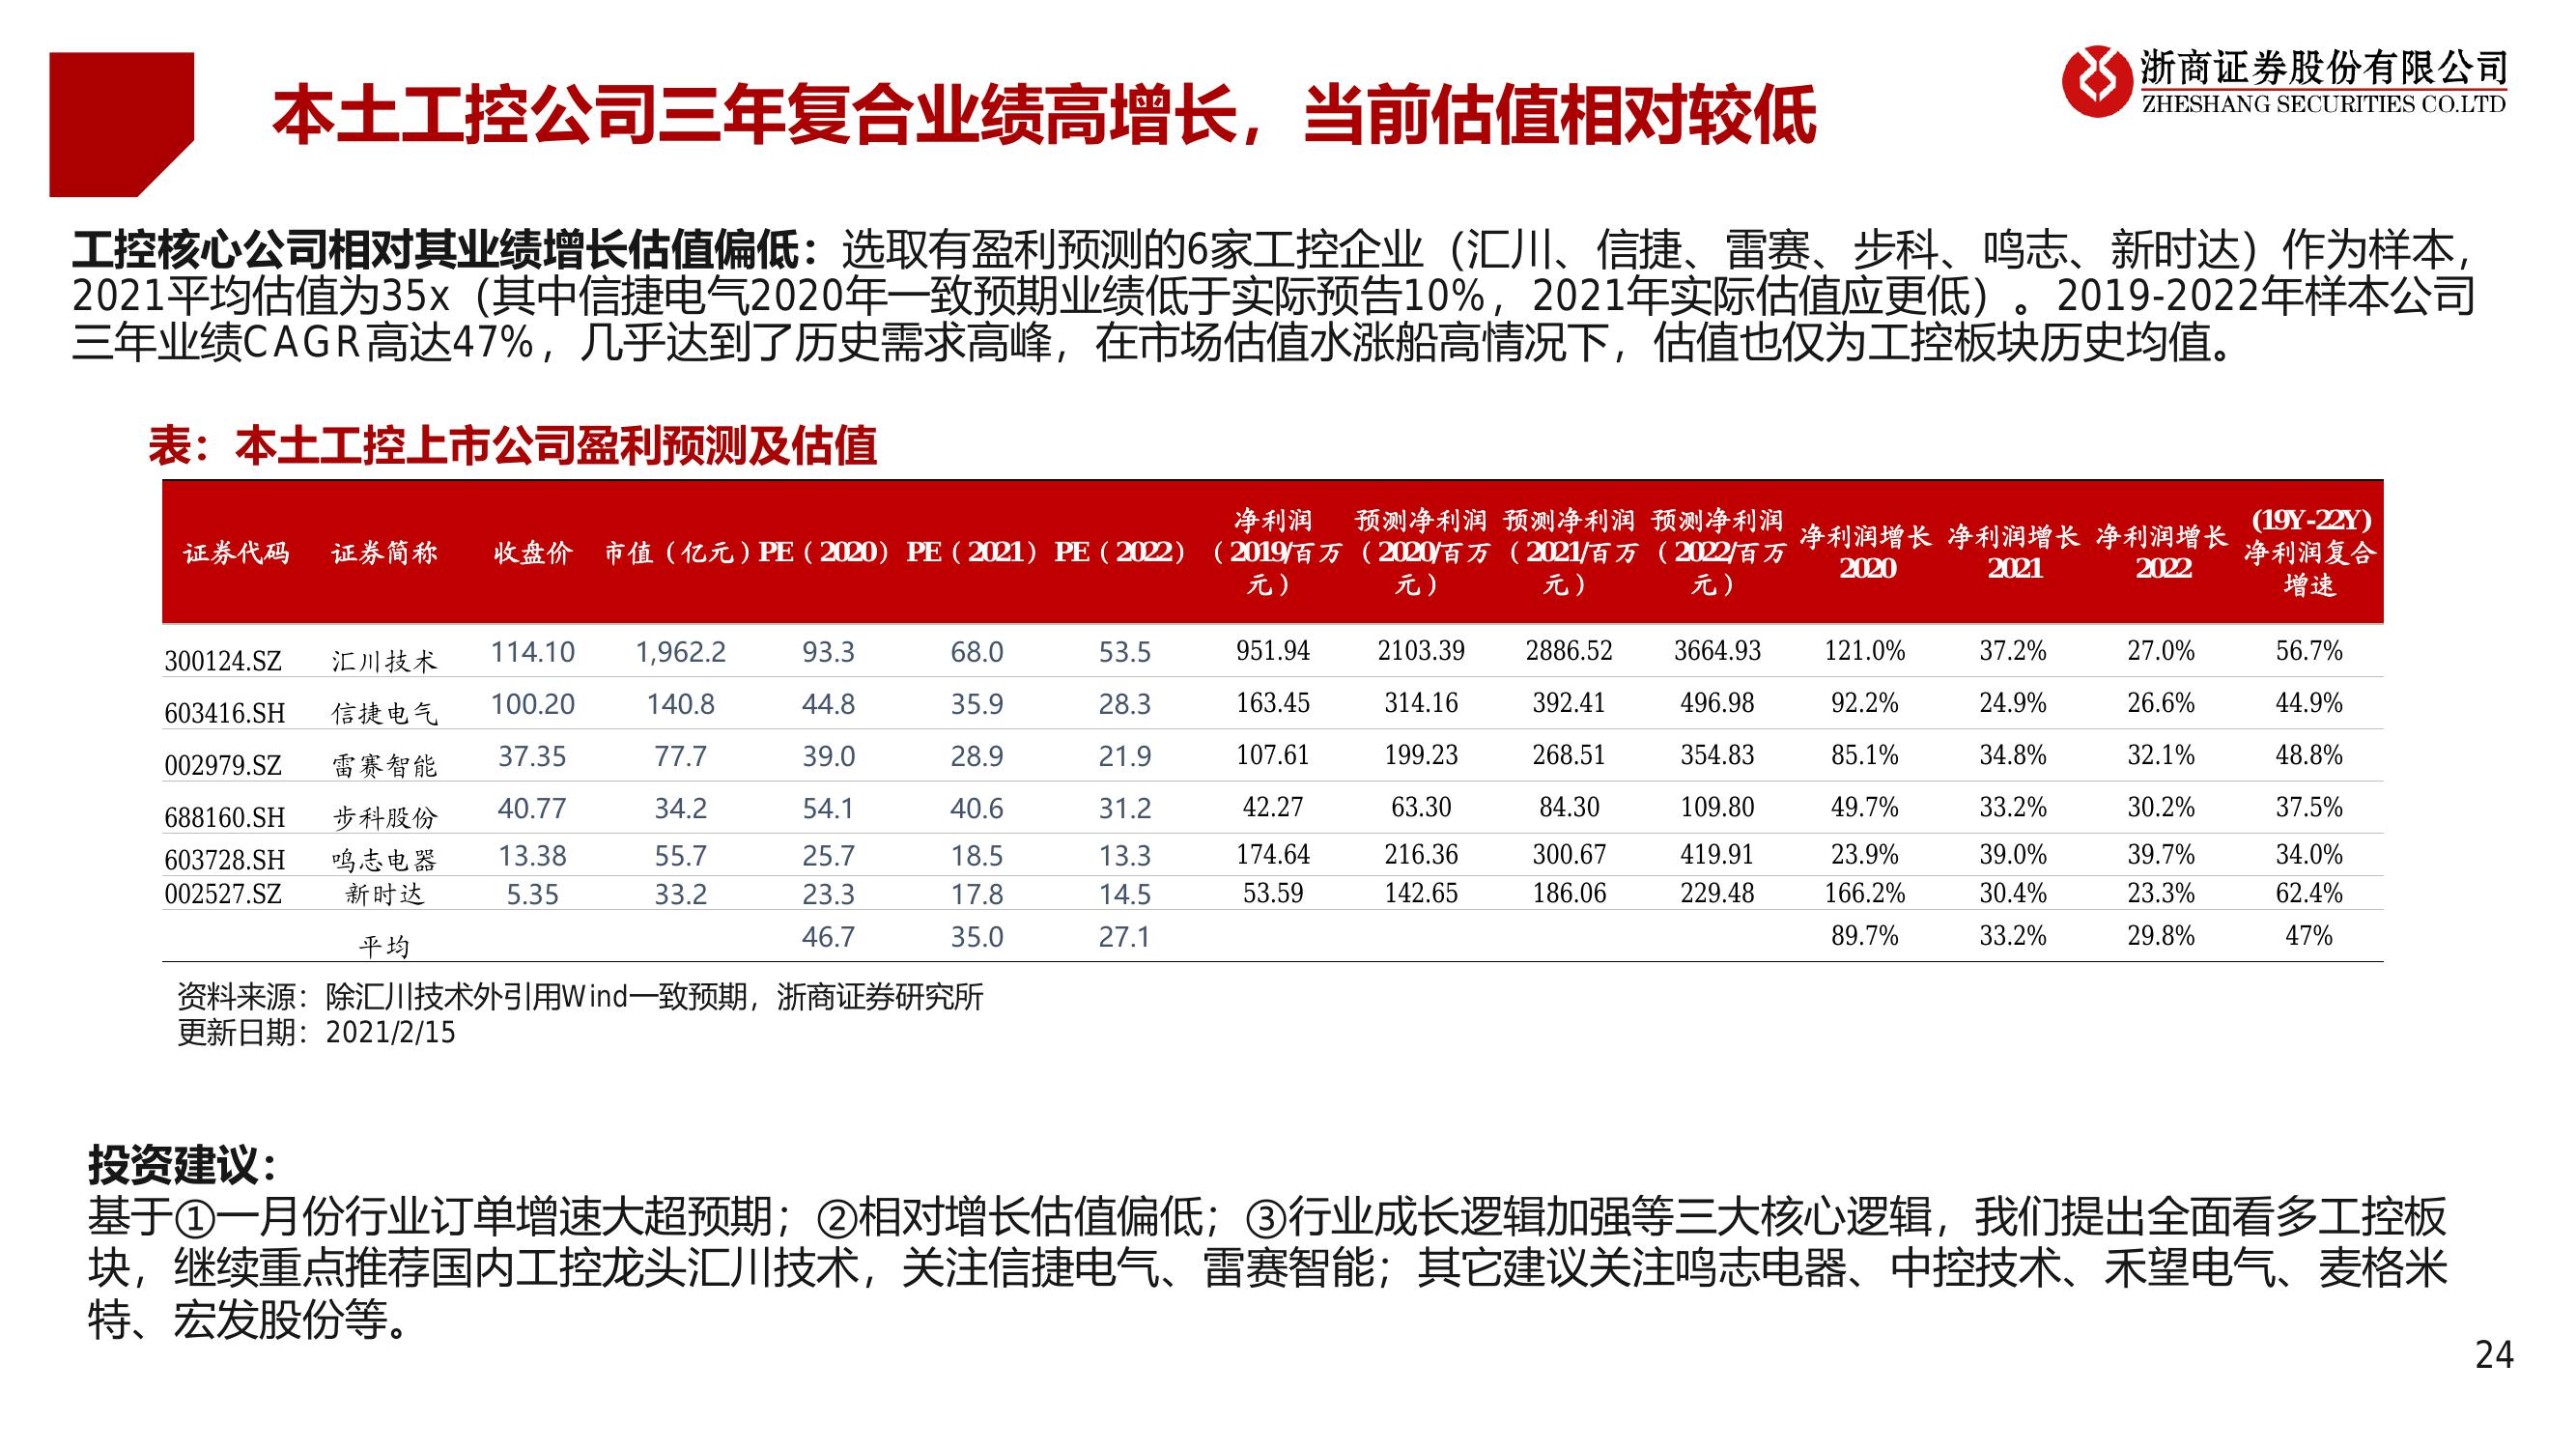 本土工控公司三年复合业绩高增长，当前估值相对较低
浙商证券股份有限公司
ZHESHANG SECURITIES CO.LTD
工控核心公司相对其业绩增长估值偏低：选取有盈利预测的6家工控企业（汇川、信捷、雷赛、步科、鸣志、新时达）作为样本，
2021平均估值为35x（其中信捷电气2020年一致预期业绩低于实际预告10%，2021年实际估值应更低）。2019-2022年样本公司
三年业绩CAGR高达47%，几乎达到了历史需求高峰，在市场估值水涨船高情况下，估值也仅为工控板块历史均值。
表：本土工控上市公司盈利预测及估值
证券代码 证券简称 收盘价 市值（亿元） PE（2020） PE（2021） PE（2022） 净利润（2019/百万元） 预测净利润（2020/百万元） 预测净利润（2021/百万元） 预测净利润（2022/百万元） 净利润增长2020 净利润增长2021 净利润增长2022 (19Y-22Y)净利润复合增速
300124.SZ 汇川技术 114.10 1,962.2 93.3 68.0 53.5 951.94 2103.39 2886.52 3664.93 121.0% 37.2% 27.0% 56.7%
603416.SH 信捷电气 100.20 140.8 44.8 35.9 28.3 163.45 314.16 392.41 496.98 92.2% 24.9% 26.6% 44.9%
002979.SZ 雷赛智能 37.35 77.7 39.0 28.9 21.9 107.61 199.23 268.51 354.83 85.1% 34.8% 32.1% 48.8%
688160.SH 步科股份 40.77 34.2 54.1 40.6 31.2 42.27 63.30 84.30 109.80 49.7% 33.2% 30.2% 37.5%
603728.SH 鸣志电器 13.38 55.7 25.7 18.5 13.3 174.64 216.36 300.67 419.91 23.9% 39.0% 39.7% 34.0%
002527.SZ 新时达 5.35 33.2 23.3 17.8 14.5 53.59 142.65 186.06 229.48 166.2% 30.4% 23.3% 62.4%
平均 46.7 35.0 27.1 89.7% 33.2% 29.8% 47%
资料来源：除汇川技术外引用Wind一致预期，浙商证券研究所
更新日期：2021/2/15
投资建议：
基于①一月份行业订单增速大超预期；②相对增长估值偏低；③行业成长逻辑加强等三大核心逻辑，我们提出全面看多工控板
块，继续重点推荐国内工控龙头汇川技术，关注信捷电气、雷赛智能；其它建议关注鸣志电器、中控技术、禾望电气、麦格米
特、宏发股份等。
24